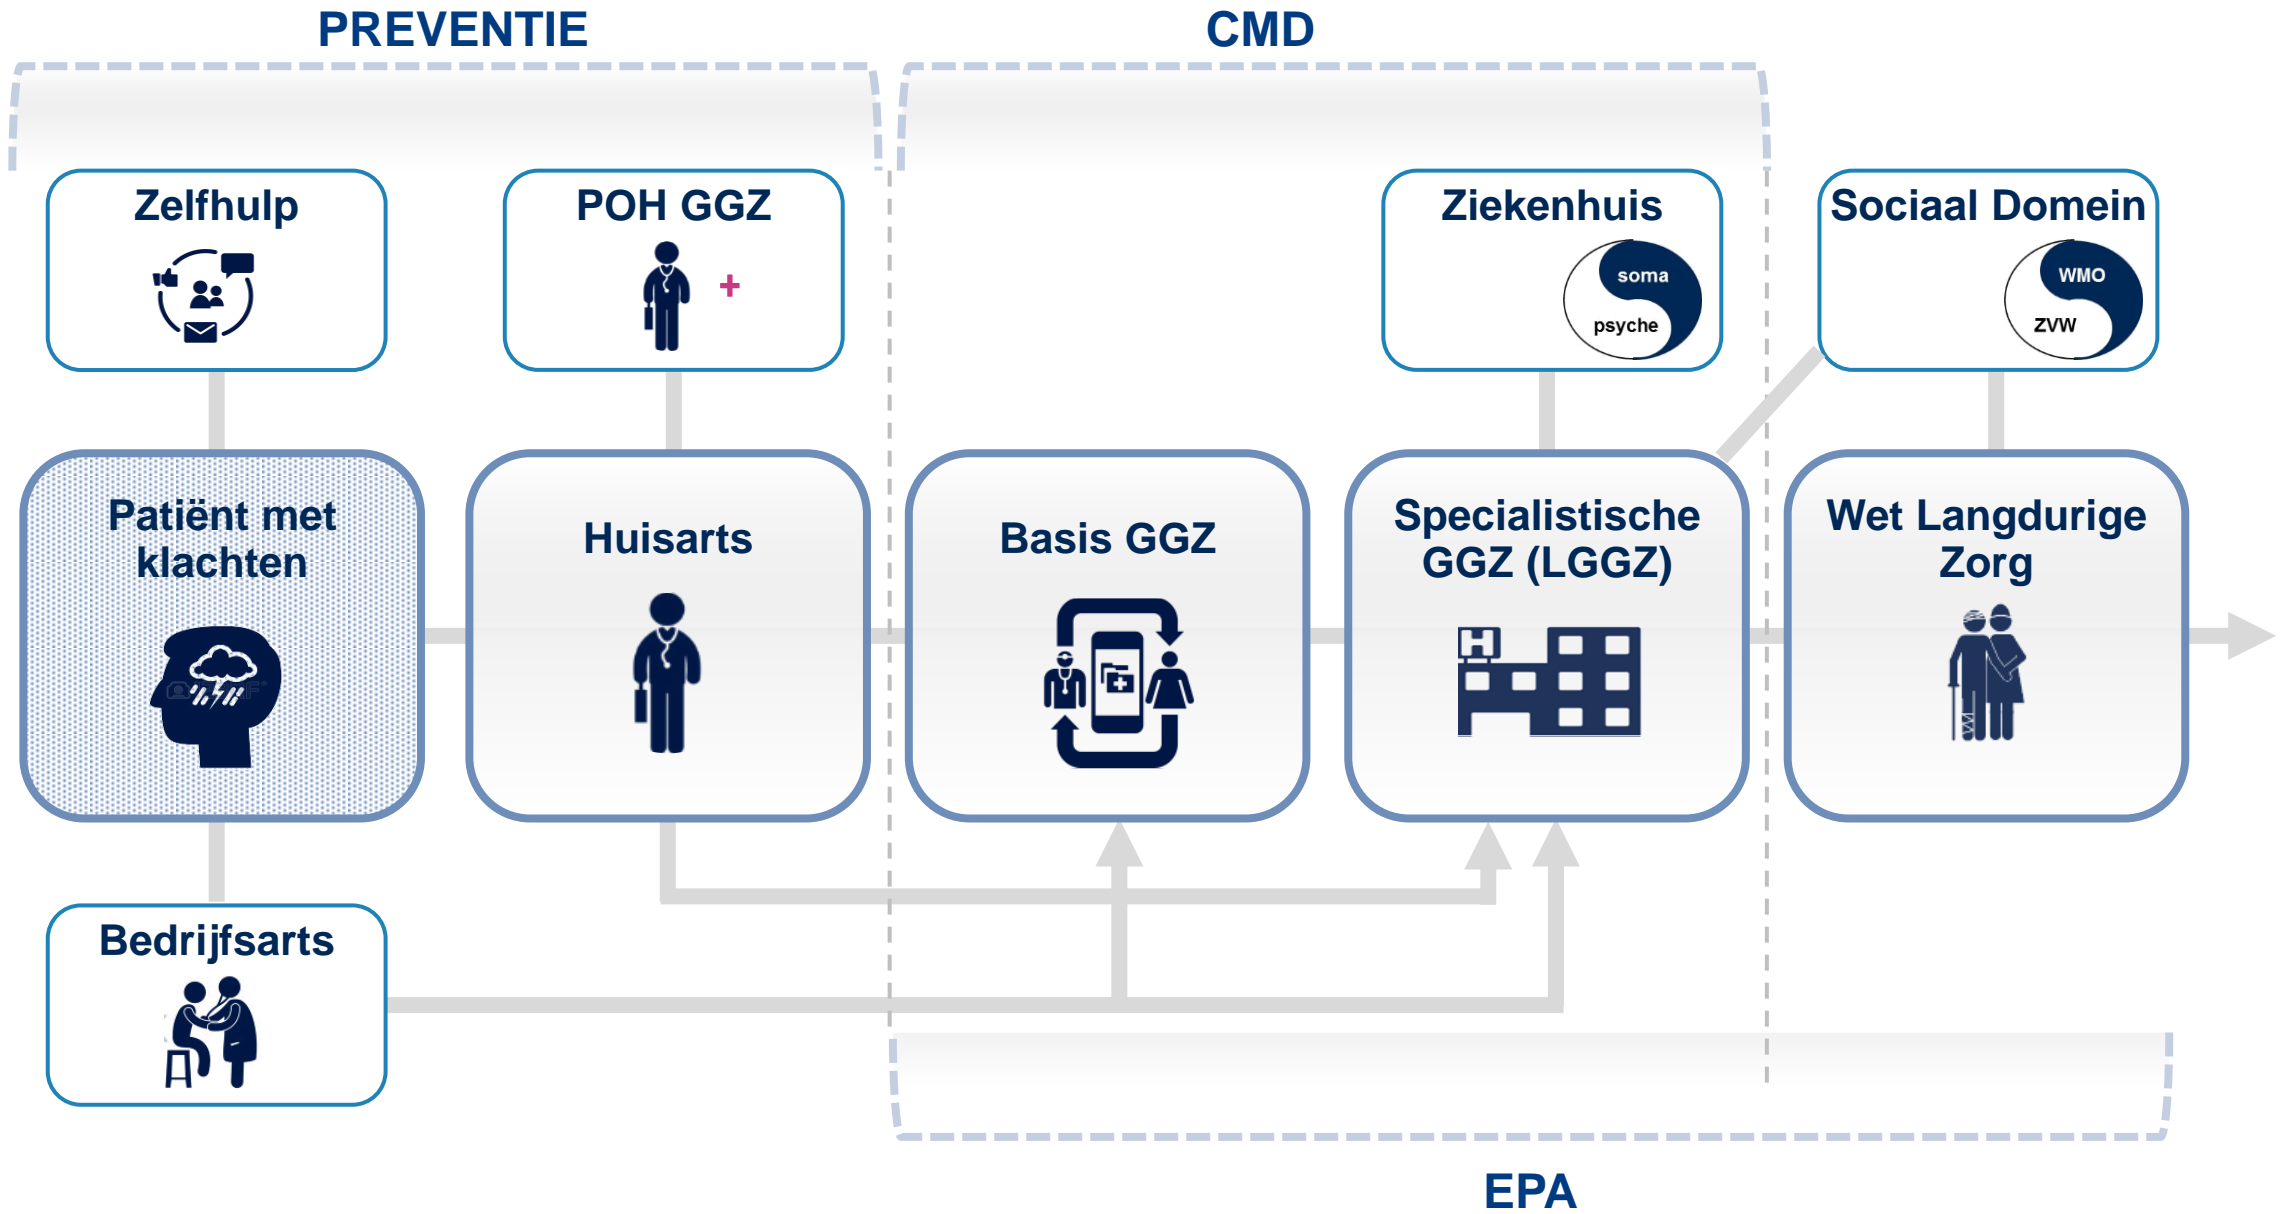 PREVENTIE
CMD
Zelfhulp
POH GGZ
+
Ziekenhuis
soma
psyche
Sociaal Domein
WMO
ZVW
Patiënt met
klachten
Huisarts
Basis GGZ
Specialistische
GGZ (LGGZ)
H
Wet Langdurige
Zorg
Bedrijfsarts
EPA